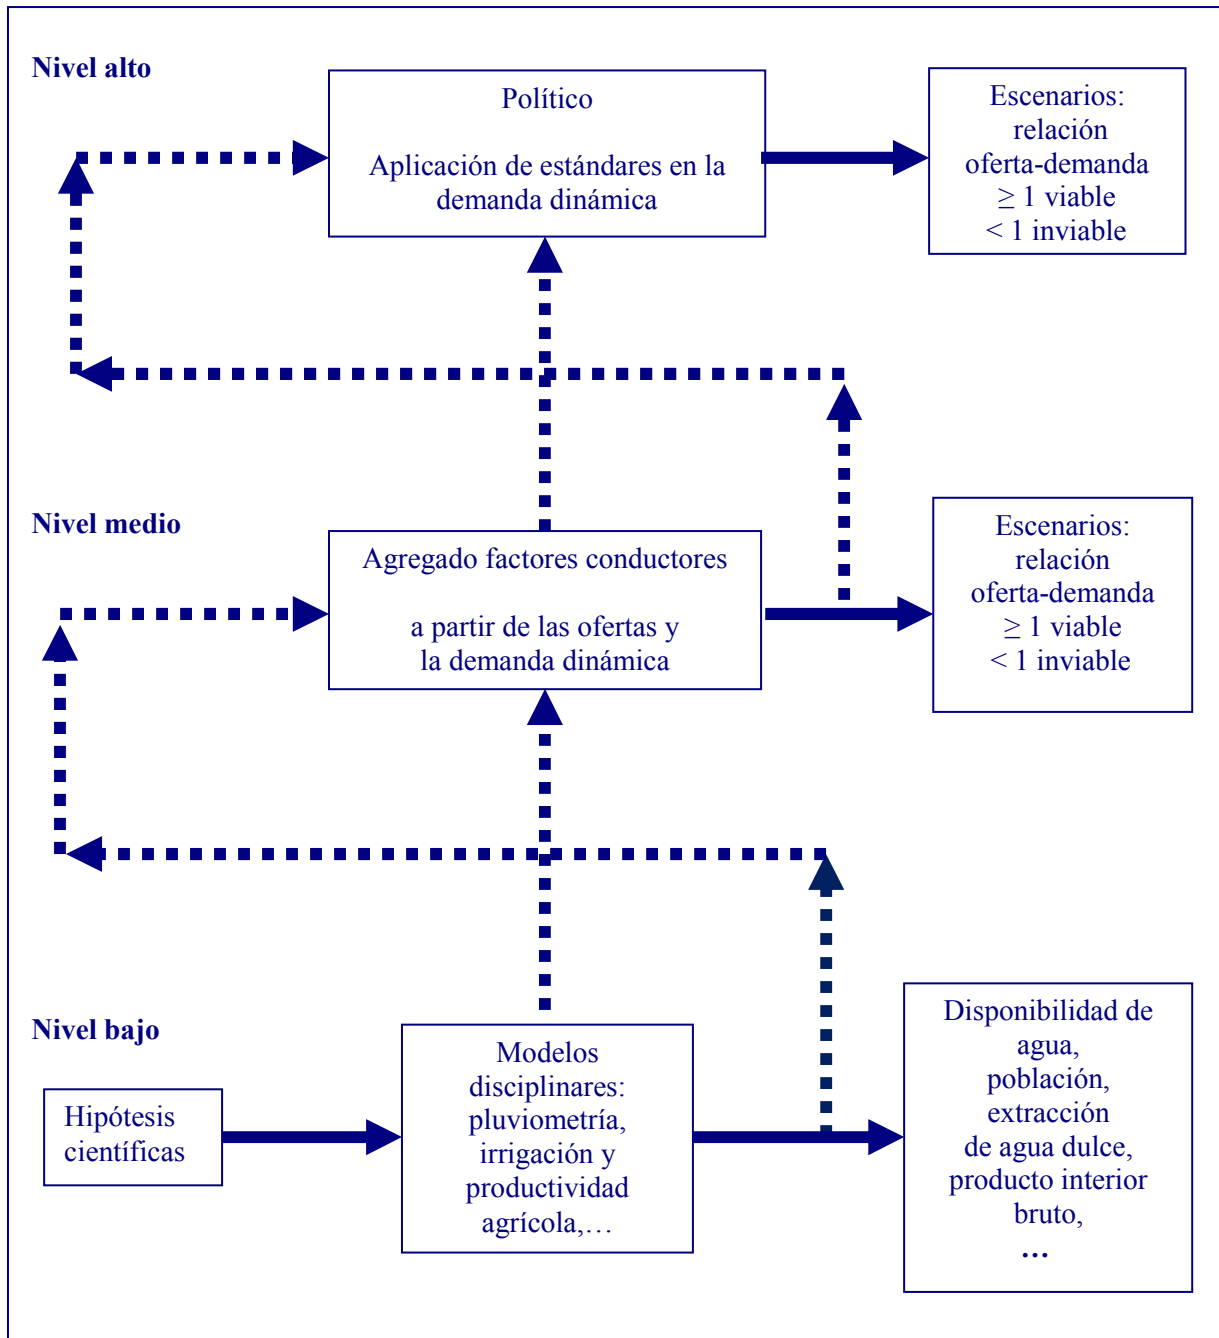 Nivel alto
Político
Aplicación de estándares en la
demanda dinámica
Escenarios:
relación
oferta-demanda
≥ 1 viable
< 1 inviable
Nivel medio
Agregado factores conductores
a partir de las ofertas y
la demanda dinámica
Escenarios:
relación
oferta-demanda
≥ 1 viable
< 1 inviable
Nivel bajo
Hipótesis
científicas
Modelos
disciplinares:
pluviometría,
irrigación y
productividad
agrícola,…
Disponibilidad de
agua,
población,
extracción
de agua dulce,
producto interior
bruto,
…